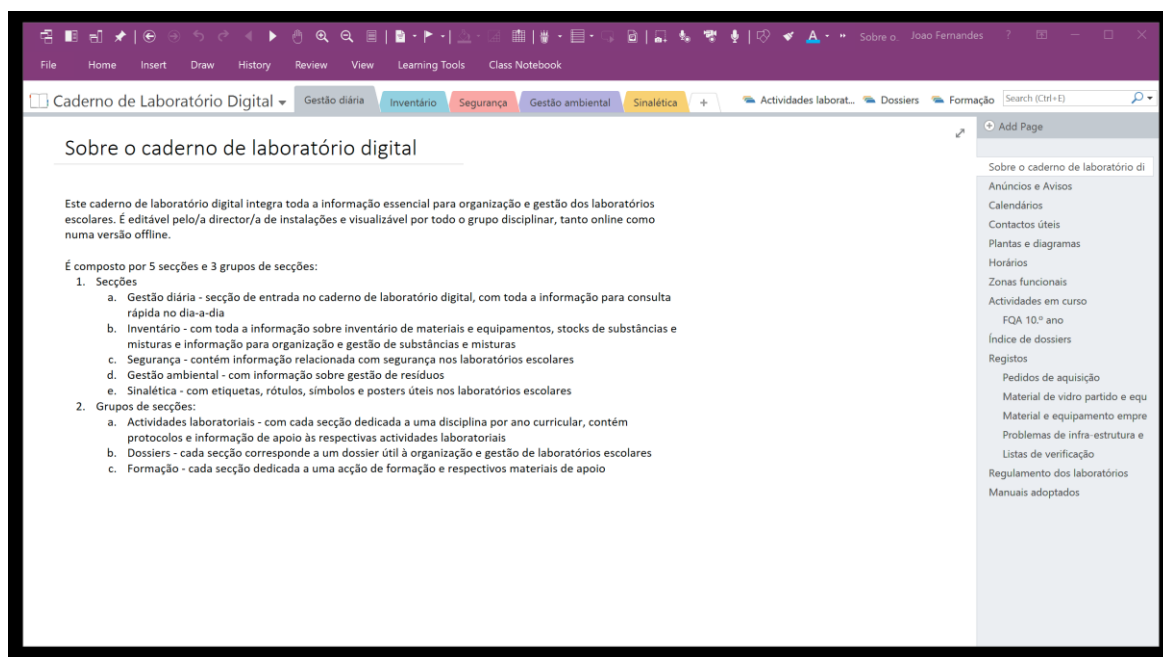 Sobre o... Joao Fernandes
File Home Insert Draw History Review View Learning Tools Class Notebook
Caderno de Laboratório Digital Gestão diária Inventário Segurança Gestão ambiental Sinalética + Actividades laborat... Dossiers Formação Search (Ctrl+E)
Sobre o caderno de laboratório digital
Este caderno de laboratório digital integra toda a informação essencial para organização e gestão dos laboratórios
escolares. É editável pelo/a director/a de instalações e visualizável por todo o grupo disciplinar, tanto online como
numa versão offline.
É composto por 5 secções e 3 grupos de secções:
1. Secções
a. Gestão diária - secção de entrada no caderno de laboratório digital, com toda a informação para consulta
rápida no dia-a-dia
b. Inventário - com toda a informação sobre inventário de materiais e equipamentos, stocks de substâncias e
misturas e informação para organização e gestão de substâncias e misturas
c. Segurança - contém informação relacionada com segurança nos laboratórios escolares
d. Gestão ambiental - com informação sobre gestão de resíduos
e. Sinalética - com etiquetas, rótulos, símbolos e posters úteis nos laboratórios escolares
2. Grupos de secções:
a. Actividades laboratoriais - com cada secção dedicada a uma disciplina por ano curricular, contém
protocolos e informação de apoio às respectivas actividades laboratoriais
b. Dossiers - cada secção corresponde a um dossier útil à organização e gestão de laboratórios escolares
c. Formação - cada secção dedicada a uma acção de formação e respectivos materiais de apoio
Add Page
Sobre o caderno de laboratório di
Anúncios e Avisos
Calendários
Contactos úteis
Plantas e diagramas
Horários
Zonas funcionais
Actividades em curso
FQA 10.º ano
Índice de dossiers
Registos
Pedidos de aquisição
Material de vidro partido e equ
Material e equipamento empre
Problemas de infra-estrutura e
Listas de verificação
Regulamento dos laboratórios
Manuais adoptados